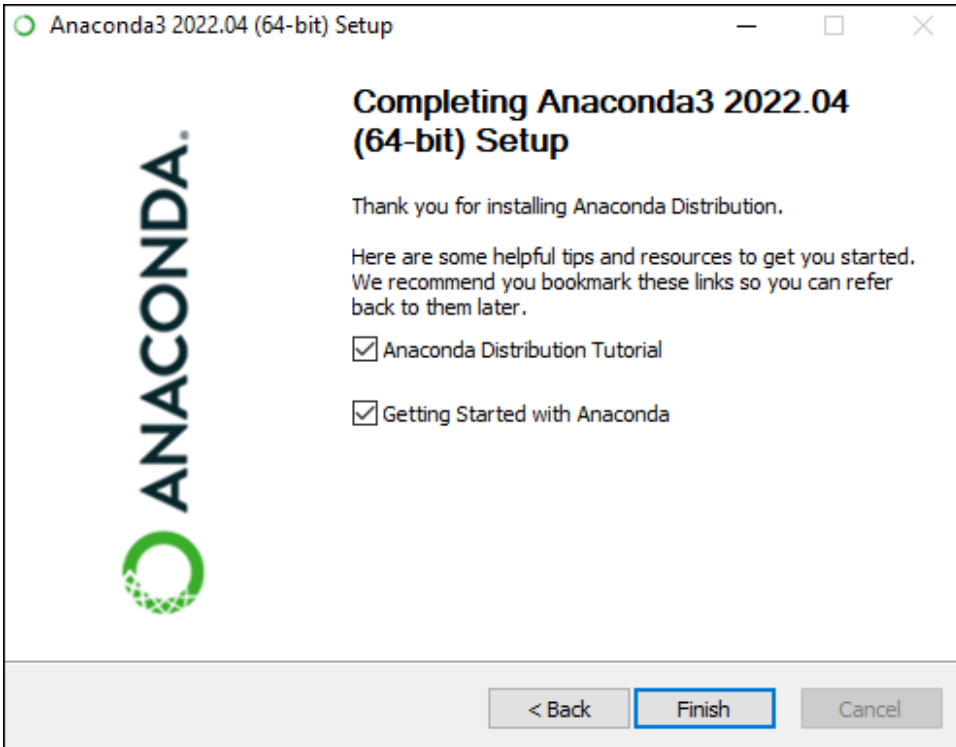 Anaconda3 2022.04 (64-bit) Setup
Completing Anaconda3 2022.04
(64-bit) Setup
Thank you for installing Anaconda Distribution.
Here are some helpful tips and resources to get you started.
We recommend you bookmark these links so you can refer
back to them later.
Anaconda Distribution Tutorial
Getting Started with Anaconda
ANACONDA.
< Back
Finish
Cancel